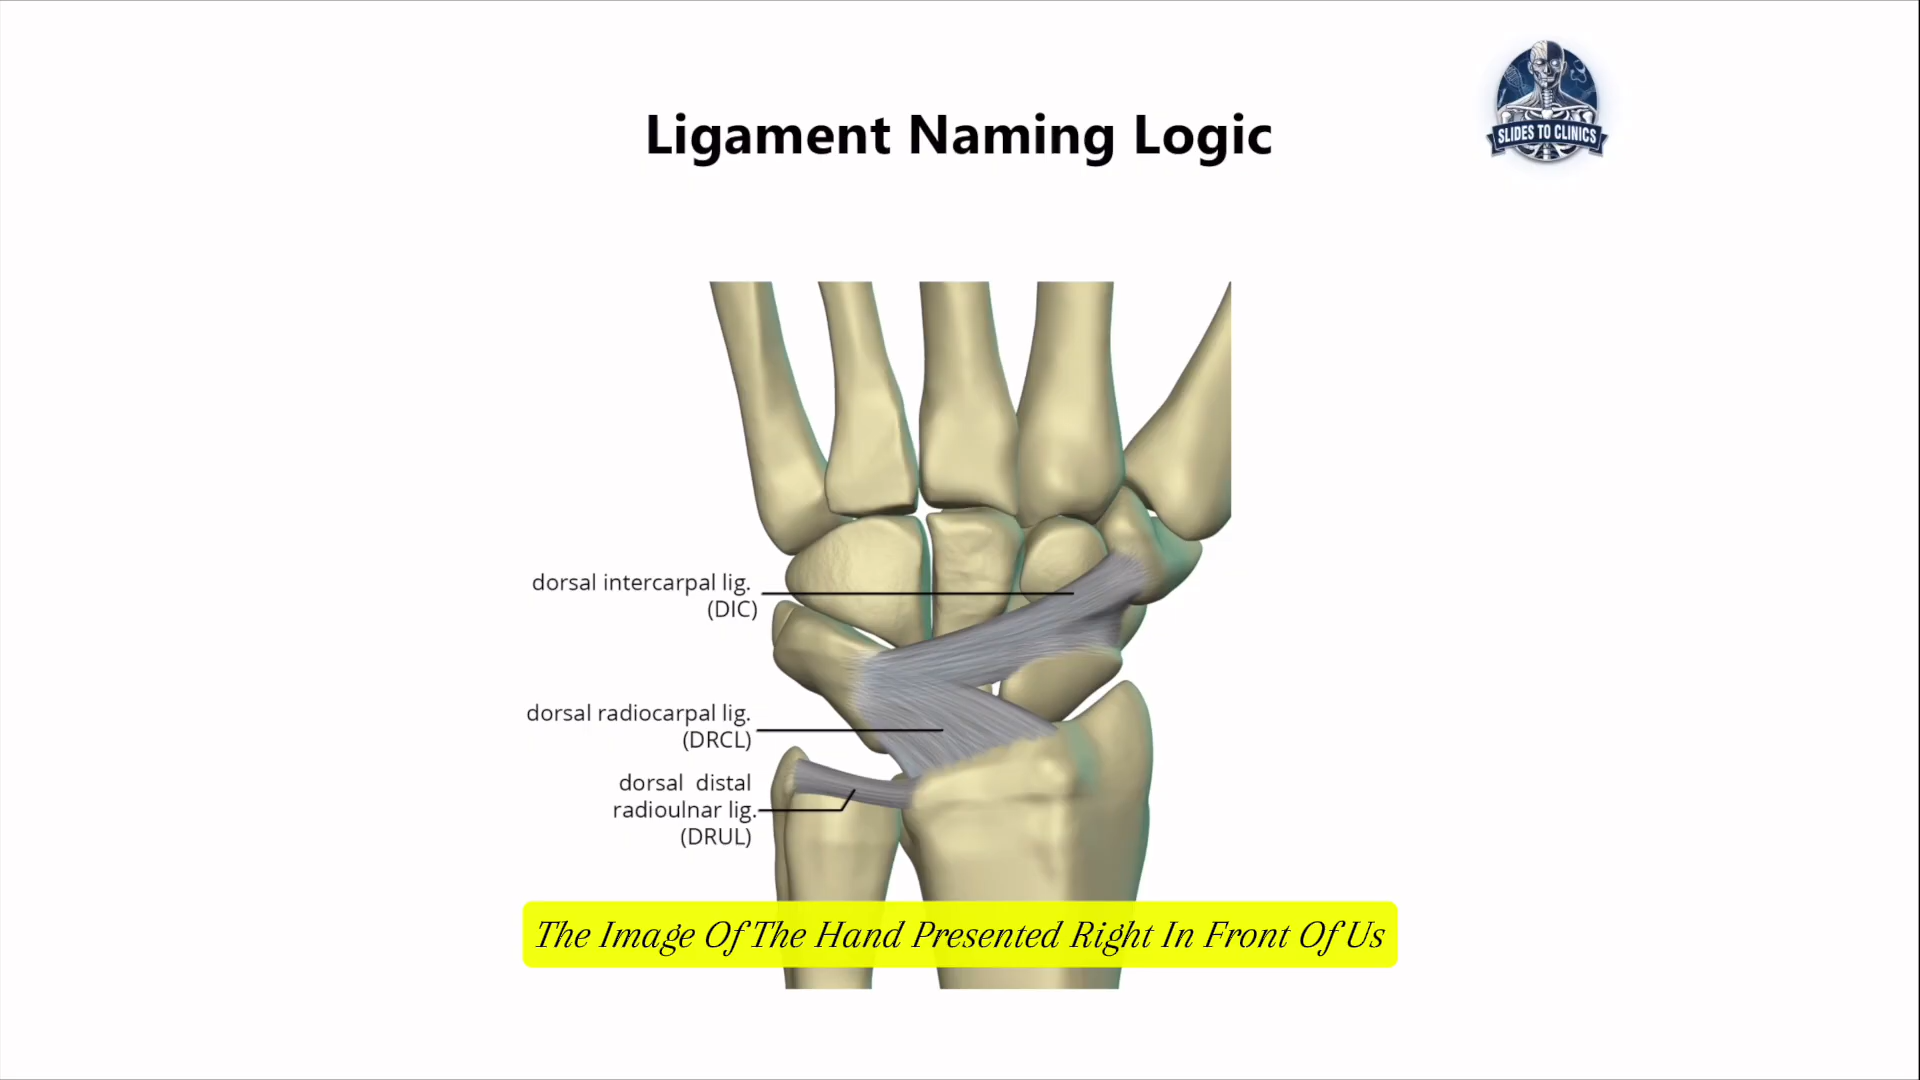 Ligament Naming Logic
SLIDES TO CLINICS
dorsal intercarpal lig.
(DIC)
dorsal radiocarpal lig.
(DRCL)
dorsal distal
radioulnar lig.
(DRUL)
The Image Of The Hand Presented Right In Front Of Us